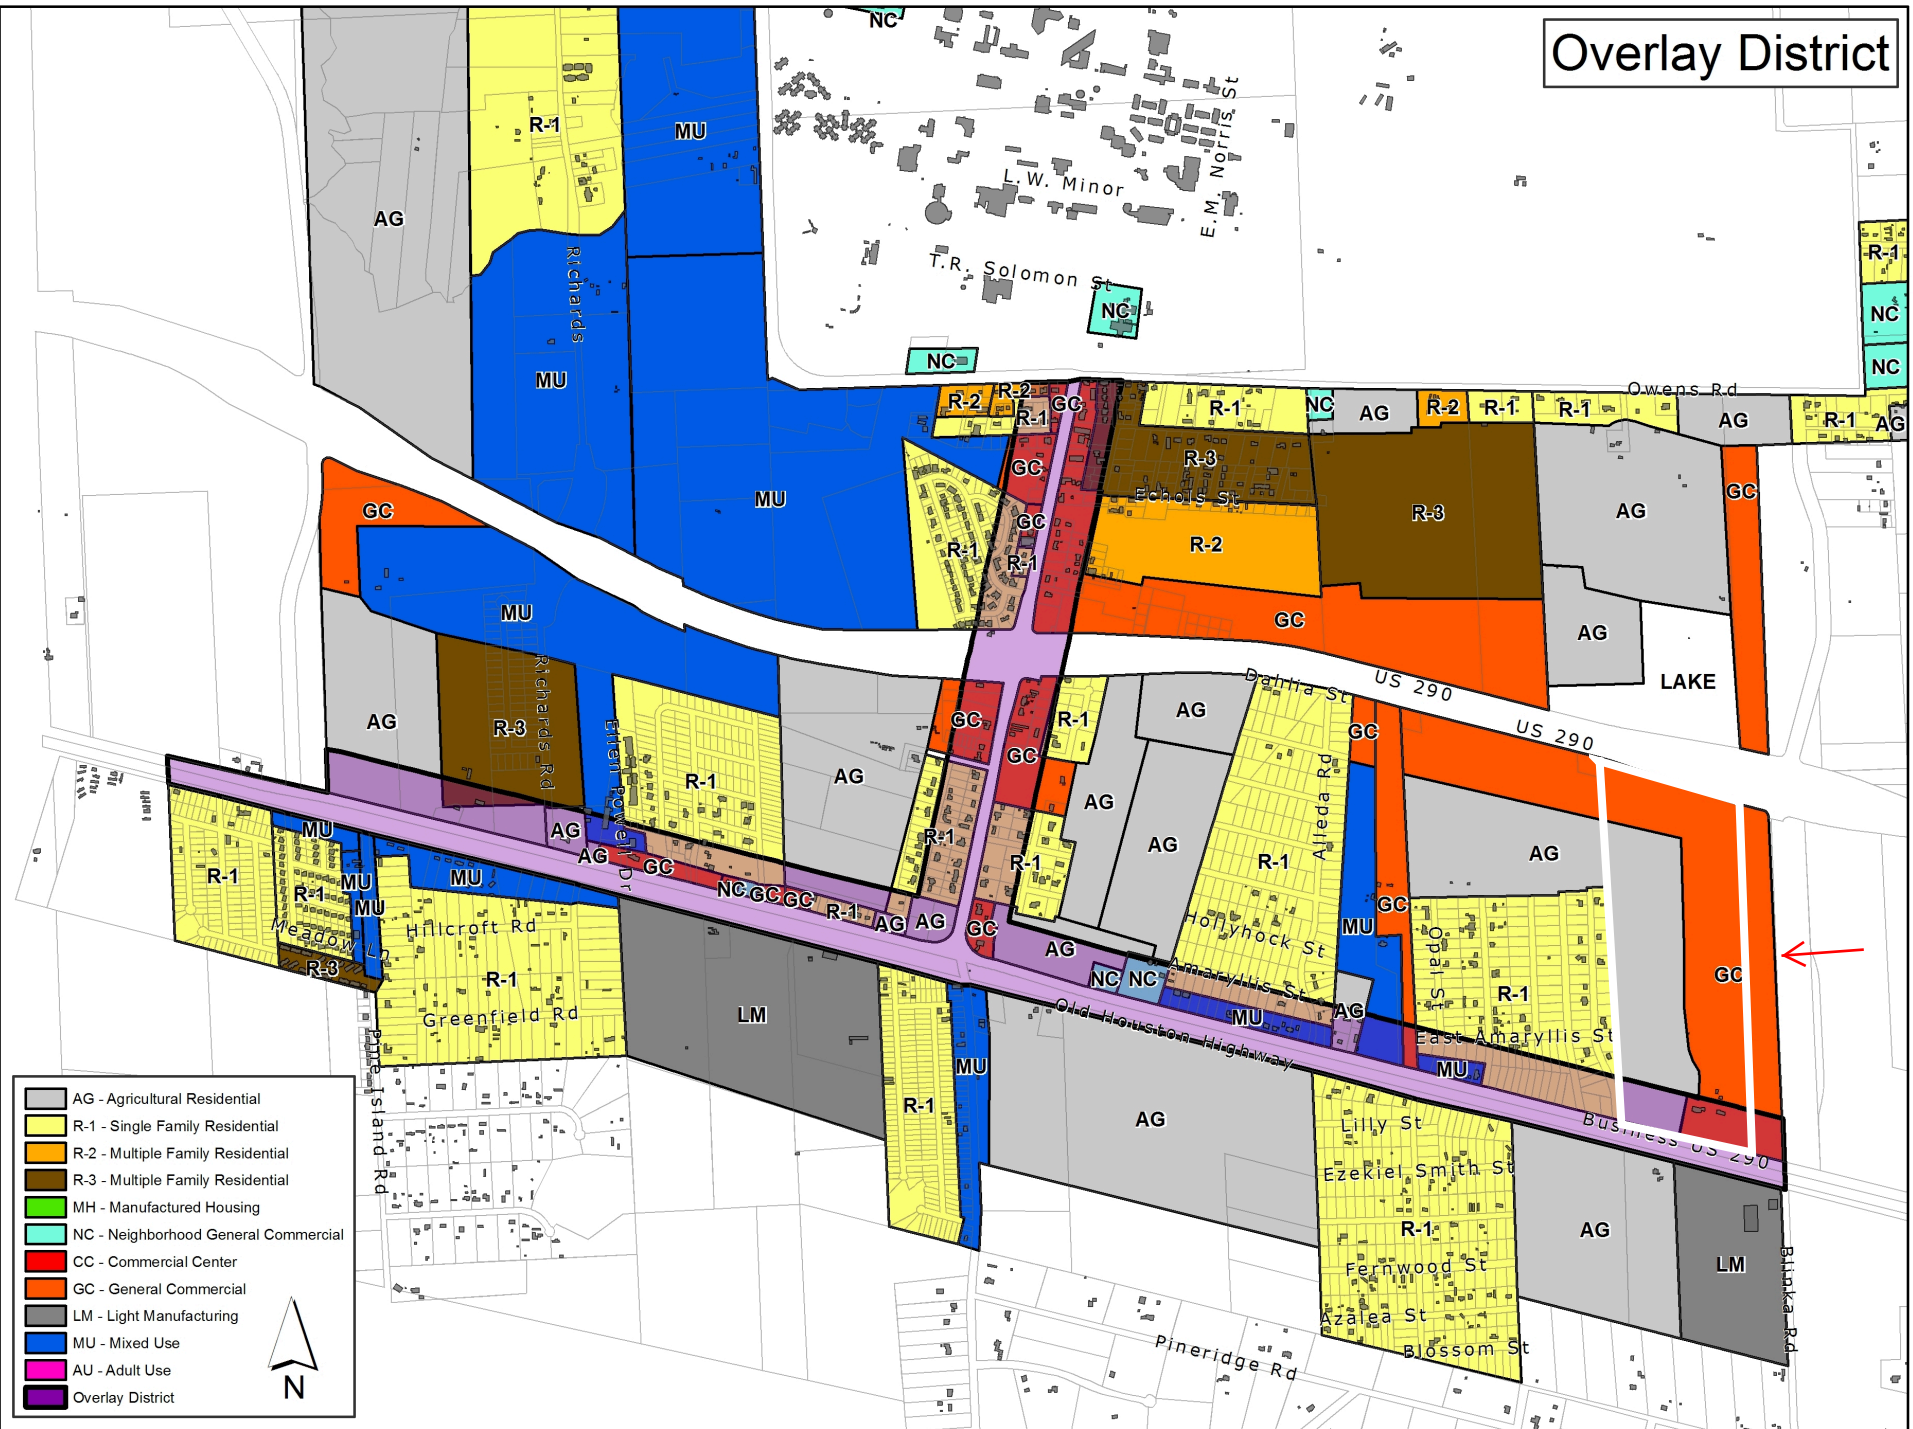 Overlay District
NC
R-1
MU
E.M. Norris St
L.W. Minor
AG
T.R. Solomon St
Richards
R-1
NC
NC
NC
NC
MU
Owens Rd
R-2
R-2
R-1
GC
R-1
NC
AG
R-2
R-1
R-1
AG
R-1
AG
GC
R-3
Echols St
GC
MU
GC
AG
GC
R-3
R-1
R-1
R-2
MU
GC
AG
LAKE
Dahlia St
US 290
US 290
AG
R-3
Richards Rd
Ellen Powell Dr
R-1
AG
GC
GC
R-1
AG
GC
Alleda Rd
AG
AG
R-1
AG
R-1
R-1
MU
AG
AG
GC
NC
GC
GC
R-1
AG
AG
GC
AG
R-1
R-1
MU
MU
MU
Meadow Ln
R-3
Hillcroft Rd
R-1
Greenfield Rd
Hollyhock St
GC
MU
Opal St
GC
NC
NC
Amaryllis St
MU
AG
R-1
East Amaryllis St
Old Houston Highway
MU
LM
MU
R-1
AG
Business US 290
Lilly St
Ezekiel Smith St
R-1
Fernwood St
Azalea St
Blossom St
AG
LM
Blinka Rd
Pine Island Rd
Pineridge Rd
AG - Agricultural Residential
R-1 - Single Family Residential
R-2 - Multiple Family Residential
R-3 - Multiple Family Residential
MH - Manufactured Housing
NC - Neighborhood General Commercial
CC - Commercial Center
GC - General Commercial
LM - Light Manufacturing
MU - Mixed Use
AU - Adult Use
Overlay District
N